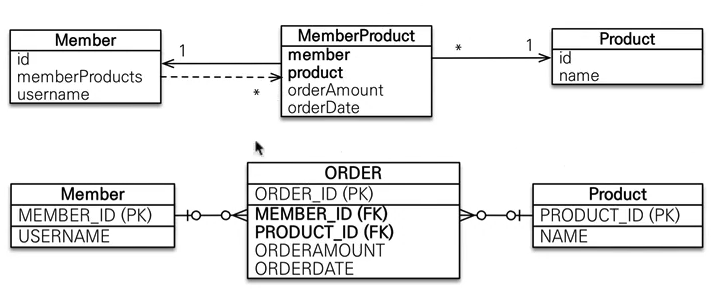 Member
id
memberProducts
username
1
*
MemberProduct
member
product
orderAmount
orderDate
*
1
Product
id
name
Member
MEMBER_ID (PK)
USERNAME
ORDER
ORDER_ID (PK)
MEMBER_ID (FK)
PRODUCT_ID (FK)
ORDERAMOUNT
ORDERDATE
Product
PRODUCT_ID (PK)
NAME